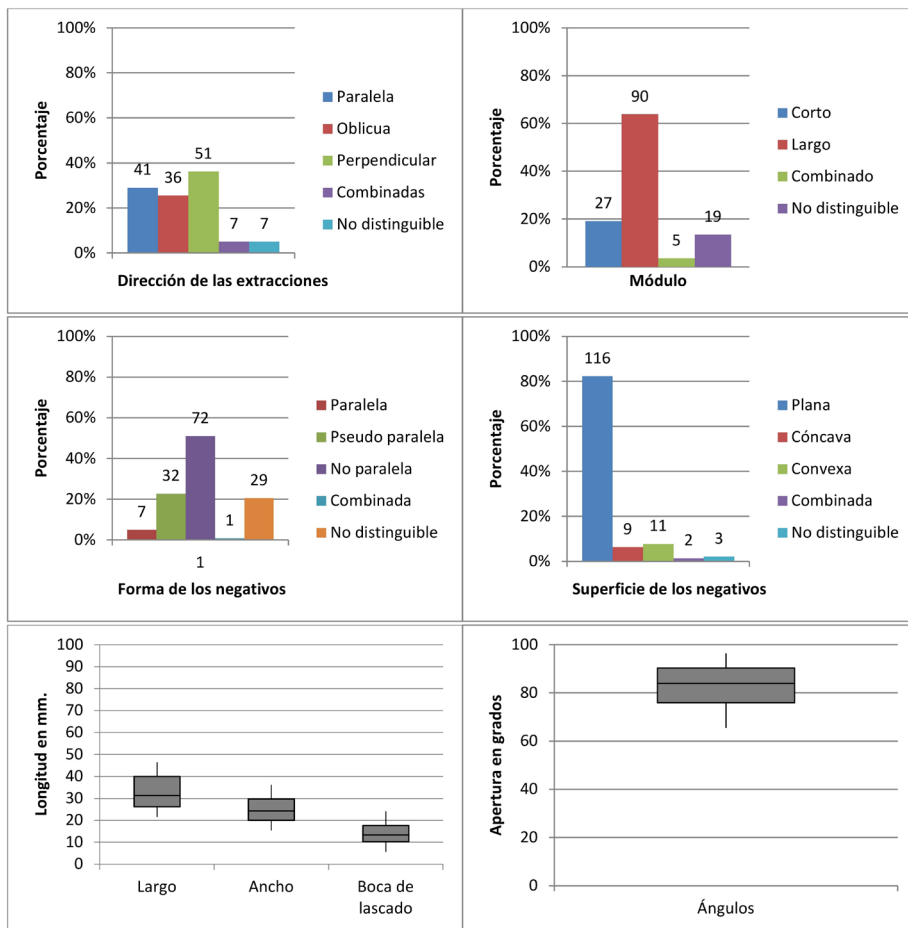 100%
80%
60%
40%
20%
0%
Porcentaje
41
36
51
7
7
Paralela
Oblicua
Perpendicular
Combinadas
No distinguible
Dirección de las extracciones
100%
80%
60%
40%
20%
0%
Porcentaje
27
90
5
19
Corto
Largo
Combinado
No distinguible
Módulo
100%
80%
60%
40%
20%
0%
Porcentaje
7
32
72
1
29
1
Paralela
Pseudo paralela
No paralela
Combinada
No distinguible
Forma de los negativos
100%
80%
60%
40%
20%
0%
Porcentaje
116
9
11
2
3
Plana
Cóncava
Convexa
Combinada
No distinguible
Superficie de los negativos
100
90
80
70
60
50
40
30
20
10
0
Longitud en mm.
Largo
Ancho
Boca de
lascado
100
80
60
40
20
0
Apertura en grados
Ángulos